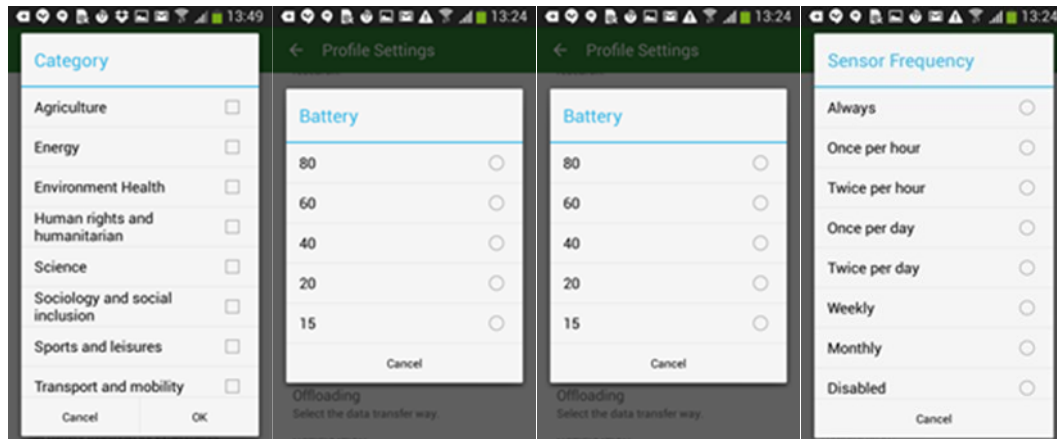 13:49
Category
Agriculture
Energy
Environment Health
Human rights and
humanitarian
Science
Sociology and social
inclusion
Sports and leisures
Transport and mobility
Cancel OK
13:24
Profile Settings
Battery
80
60
40
20
15
Cancel
Offloading
Select the data transfer way.
13:24
Profile Settings
Battery
80
60
40
20
15
Cancel
Offloading
Select the data transfer way.
13:24
Sensor Frequency
Always
Once per hour
Twice per hour
Once per day
Twice per day
Weekly
Monthly
Disabled
Cancel